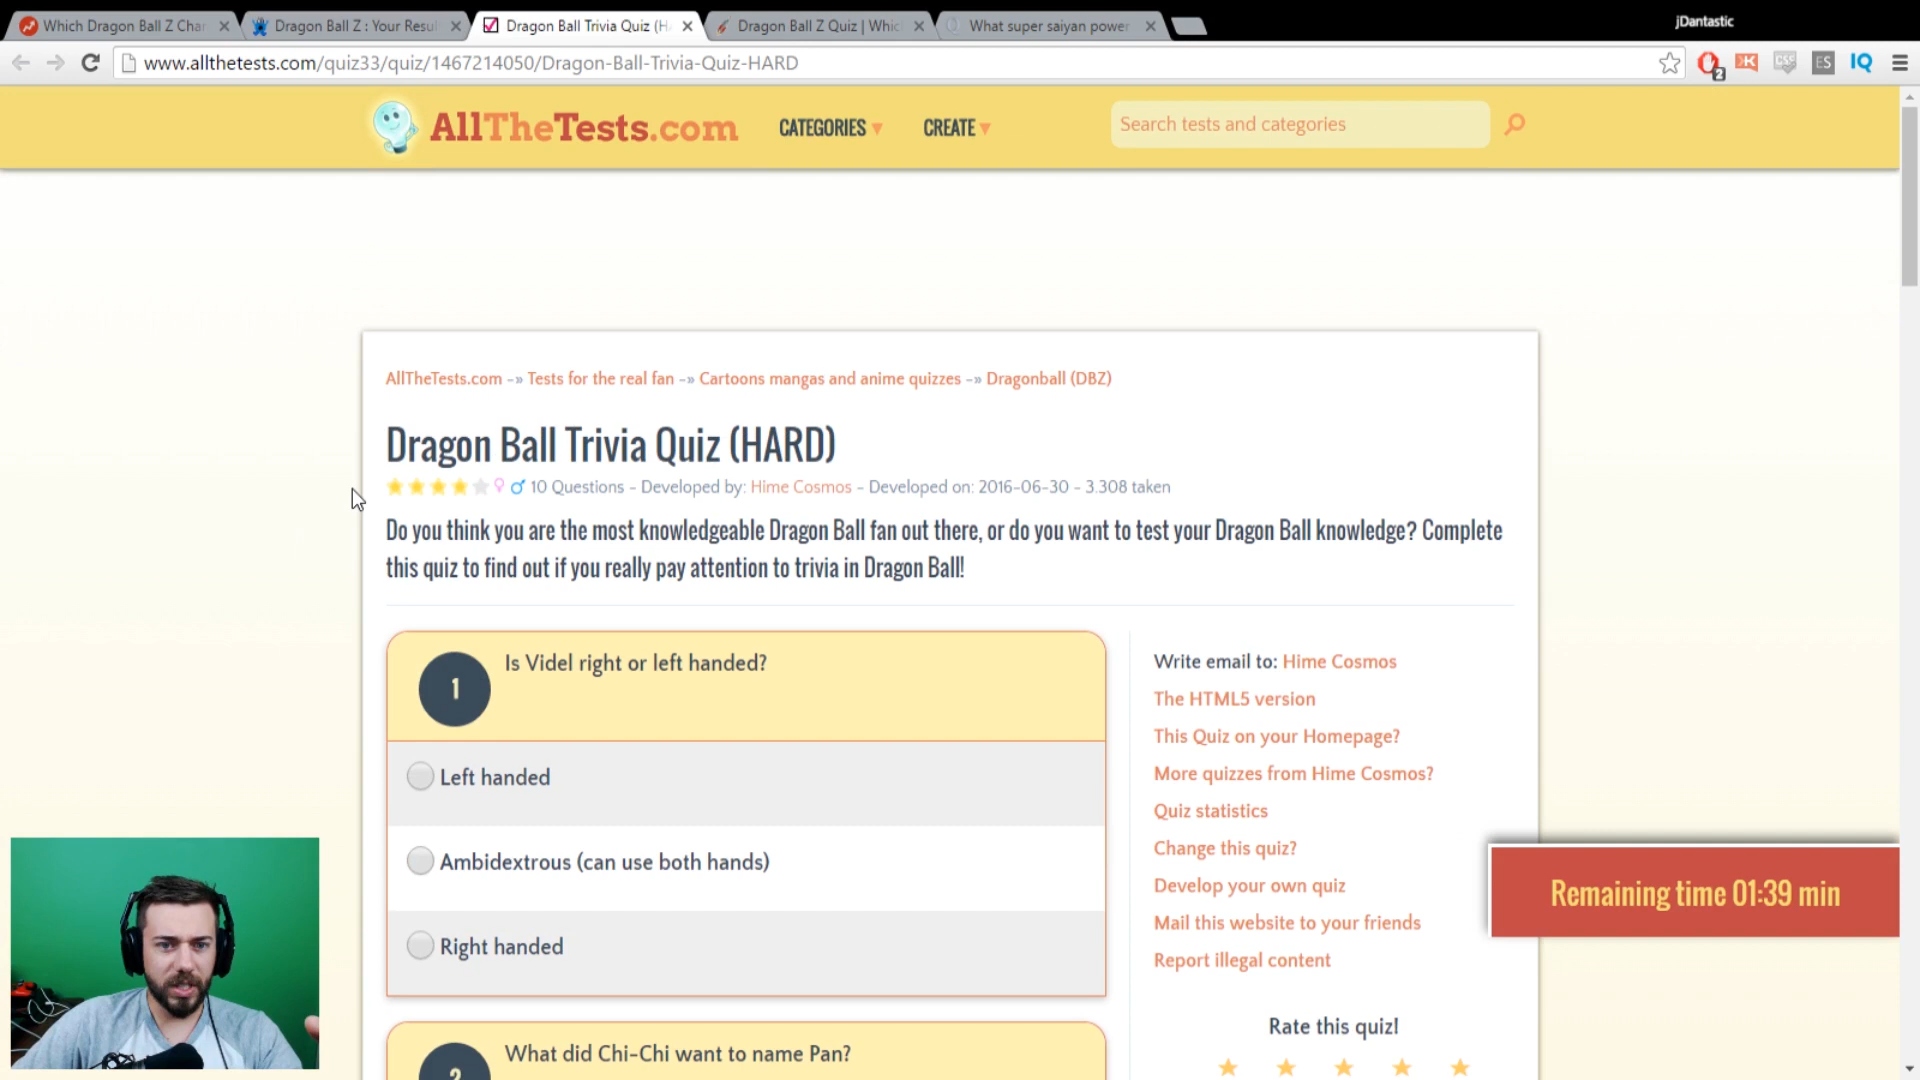 Which Dragon Ball Z Char
Dragon Ball Z : Your Resul
Dragon Ball Trivia Quiz (H
Dragon Ball Z Quiz | Whic
What super saiyan power
jDantastic
www.allthetests.com/quiz33/quiz/1467214050/Dragon-Ball-Trivia-Quiz-HARD
2
K
CSC
ES
IQ
AllTheTests.com
CATEGORIES
CREATE
Search tests and categories
AllTheTests.com -» Tests for the real fan -» Cartoons mangas and anime quizzes -» Dragonball (DBZ)
Dragon Ball Trivia Quiz (HARD)
10 Questions - Developed by: Hime Cosmos - Developed on: 2016-06-30 - 3.308 taken
Do you think you are the most knowledgeable Dragon Ball fan out there, or do you want to test your Dragon Ball knowledge? Complete
this quiz to find out if you really pay attention to trivia in Dragon Ball!
1
Is Videl right or left handed?
Left handed
Ambidextrous (can use both hands)
Right handed
2
What did Chi-Chi want to name Pan?
Write email to: Hime Cosmos
The HTML5 version
This Quiz on your Homepage?
More quizzes from Hime Cosmos?
Quiz statistics
Change this quiz?
Develop your own quiz
Mail this website to your friends
Report illegal content
Rate this quiz!
Remaining time 01:39 min